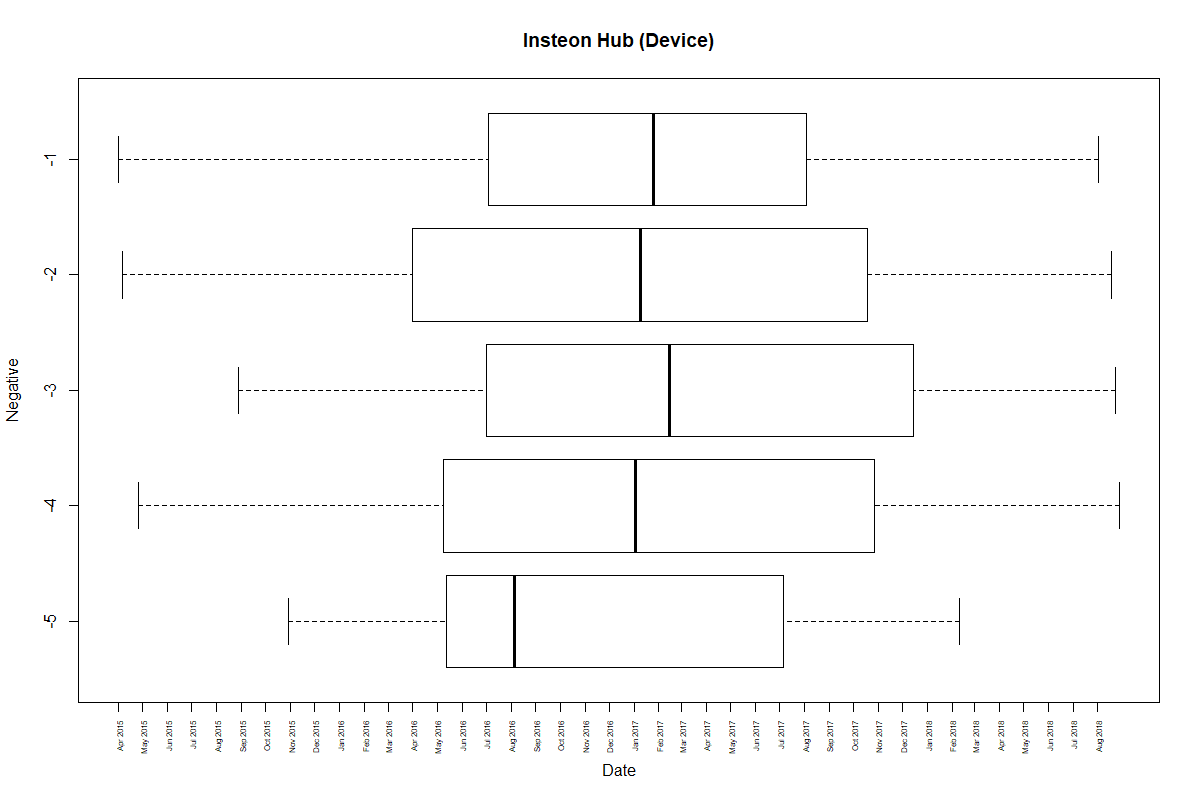 Insteon Hub (Device)
Negative
-1
-2
-3
-4
-5
Apr 2015
May 2015
Jun 2015
Jul 2015
Aug 2015
Sep 2015
Oct 2015
Nov 2015
Dec 2015
Jan 2016
Feb 2016
Mar 2016
Apr 2016
May 2016
Jun 2016
Jul 2016
Aug 2016
Sep 2016
Oct 2016
Nov 2016
Dec 2016
Jan 2017
Feb 2017
Mar 2017
Apr 2017
May 2017
Jun 2017
Jul 2017
Aug 2017
Sep 2017
Oct 2017
Nov 2017
Dec 2017
Jan 2018
Feb 2018
Mar 2018
Apr 2018
May 2018
Jun 2018
Jul 2018
Aug 2018
Date